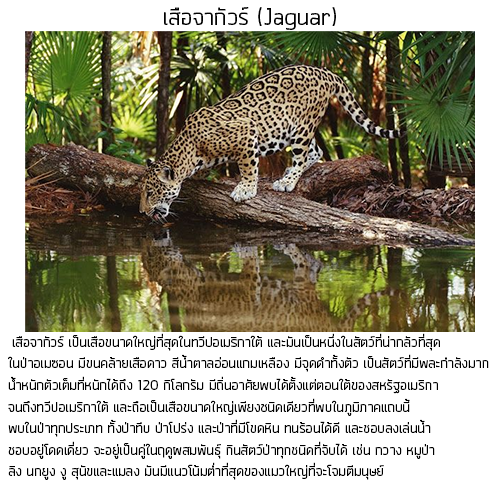 เสือจากัวร์ (Jaguar)
เสือจากัวร์ เป็นเสือขนาดใหญ่ที่สุดในทวีปอเมริกาใต้ และมันเป็นหนึ่งในสัตว์ที่น่ากลัวที่สุด
ในป่าอเมซอน มีขนคล้ายเสือดาว สีน้ำตาลอ่อนแกมเหลือง มีจุดดำทั้งตัว เป็นสัตว์ที่มีพละกำลังมาก
น้ำหนักตัวเต็มที่หนักได้ถึง 120 กิโลกรัม มีถิ่นอาศัยพบได้ตั้งแต่ตอนใต้ของสหรัฐอเมริกา
จนถึงทวีปอเมริกาใต้ และถือเป็นเสือขนาดใหญ่เพียงชนิดเดียวที่พบในภูมิภาคแถบนี้
พบในป่าทุกประเภท ทั้งป่าทึบ ป่าโปร่ง และป่าที่มีโขดหิน ทนร้อนได้ดี และชอบลงเล่นน้ำ
ชอบอยู่โดดเดี่ยว จะอยู่เป็นคู่ในฤดูผสมพันธุ์ กินสัตว์ป่าทุกชนิดที่จับได้ เช่น กวาง หมูป่า
ลิง นกยูง งู สุนัขและแมลง มันมีแนวโน้มต่ำที่สุดของแมวใหญ่ที่จะโจมตีมนุษย์